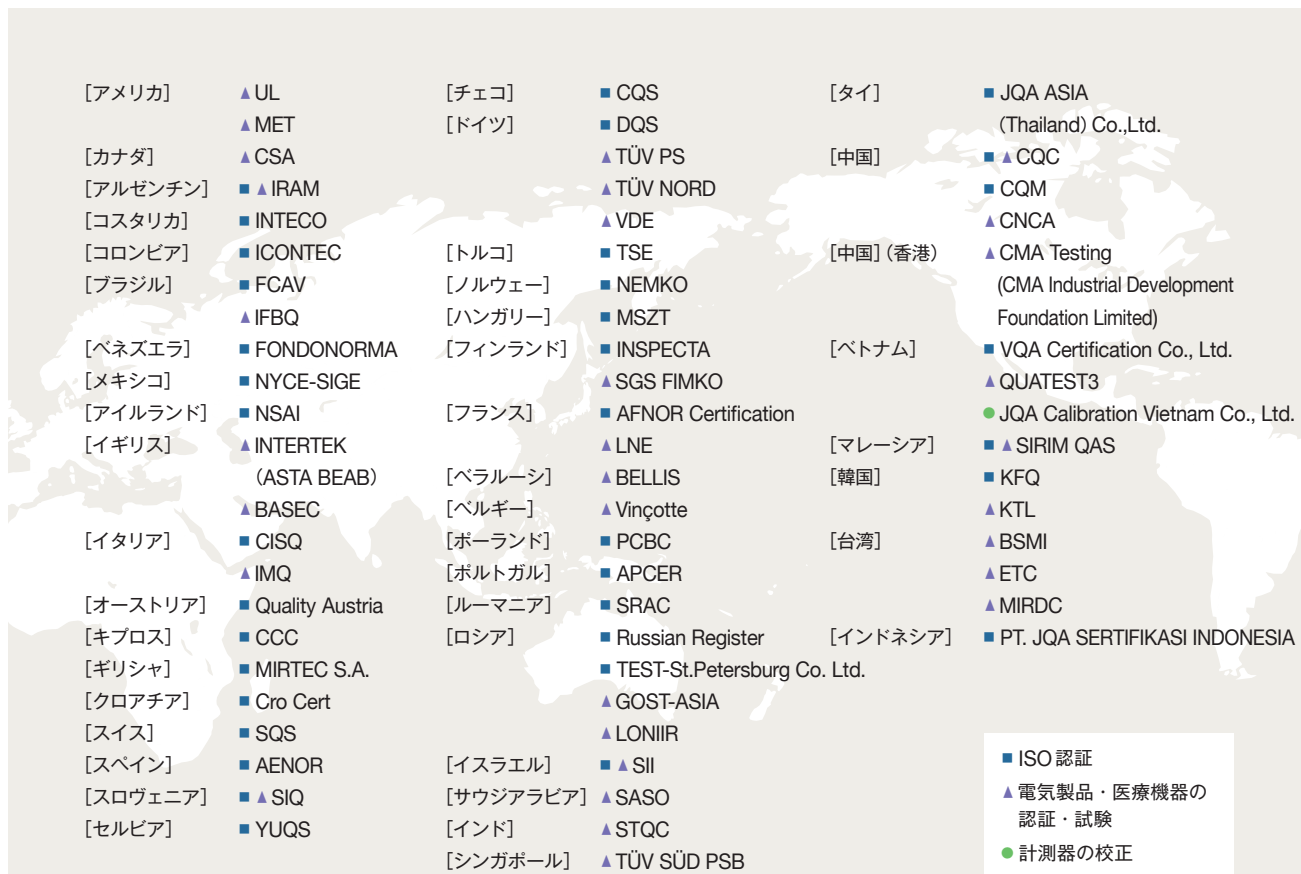 [アメリカ] ▲UL
▲MET
[カナダ] ▲CSA
[アルゼンチン] ■▲IRAM
[コスタリカ] ■INTECO
[コロンビア] ■ICONTEC
[ブラジル] ■FCAV
▲IFBQ
[ベネズエラ] ■FONDONORMA
[メキシコ] ■NYCE-SIGE
[アイルランド] ■NSAI
[イギリス] ▲INTERTEK
(ASTA BEAB)
▲BASEC
[イタリア] ■CISQ
▲IMQ
[オーストリア] ■Quality Austria
[キプロス] ■CCC
[ギリシャ] ■MIRTEC S.A.
[クロアチア] ■Cro Cert
[スイス] ■SQS
[スペイン] ■AENOR
[スロヴェニア] ■▲SIQ
[セルビア] ■YUQS
[チェコ] ■CQS
[ドイツ] ■DQS
▲TÜV PS
▲TÜV NORD
▲VDE
[トルコ] ■TSE
[ノルウェー] ■NEMKO
[ハンガリー] ■MSZT
[フィンランド] ■INSPECTA
▲SGS FIMKO
[フランス] ■AFNOR Certification
▲LNE
[ベラルーシ] ▲BELLIS
[ベルギー] ▲Vinçotte
[ポーランド] ■PCBC
[ポルトガル] ■APCER
[ルーマニア] ■SRAC
[ロシア] ■Russian Register
■TEST-St.Petersburg Co. Ltd.
▲GOST-ASIA
▲LONIIR
[イスラエル] ■▲SII
[サウジアラビア] ▲SASO
[インド] ▲STQC
[シンガポール] ▲TÜV SÜD PSB
[タイ] ■JQA ASIA
(Thailand) Co.,Ltd.
[中国] ■▲CQC
■CQM
▲CNCA
[中国](香港) ▲CMA Testing
(CMA Industrial Development
Foundation Limited)
[ベトナム] ■VQA Certification Co., Ltd.
▲QUATEST3
●JQA Calibration Vietnam Co., Ltd.
[マレーシア] ■▲SIRIM QAS
[韓国] ■KFQ
▲KTL
[台湾] ▲BSMI
▲ETC
▲MIRDC
[インドネシア] ■PT. JQA SERTIFIKASI INDONESIA
■ISO認証
▲電気製品・医療機器の
認証・試験
●計測器の校正